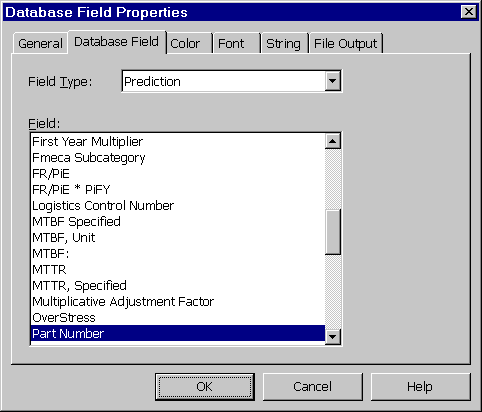 Database Field Properties
General Database Field Color Font String File Output
Field Type: Prediction
Field:
First Year Multiplier
Fmeca Subcategory
FR/PiE
FR/PiE * PiFY
Logistics Control Number
MTBF Specified
MTBF, Unit
MTBF:
MTTR
MTTR, Specified
Multiplicative Adjustment Factor
OverStress
Part Number
OK Cancel Help